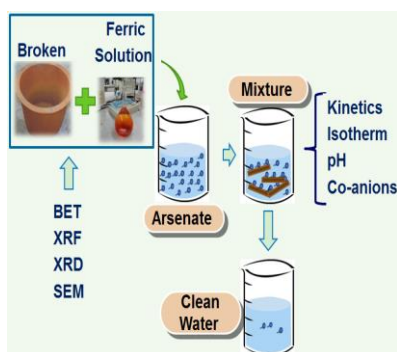 Broken
Ferric
Solution
Mixture
Kinetics
Isotherm
pH
Co-anions
Arsenate
BET
XRF
XRD
SEM
Clean
Water